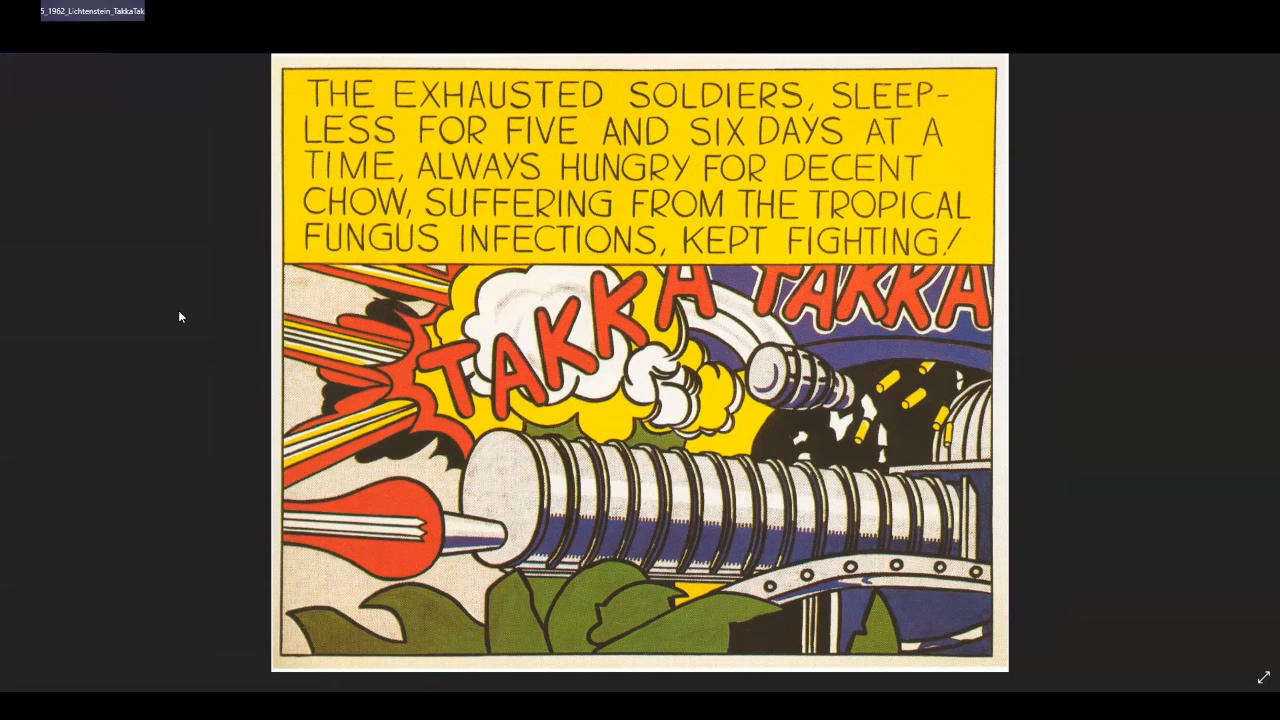 5_1962_Lichtenstein_TakkaTak
THE EXHAUSTED SOLDIERS, SLEEP-
LESS FOR FIVE AND SIX DAYS AT A
TIME, ALWAYS HUNGRY FOR DECENT
CHOW, SUFFERING FROM THE TROPICAL
FUNGUS INFECTIONS, KEPT FIGHTING!
TAKKA TAKKA